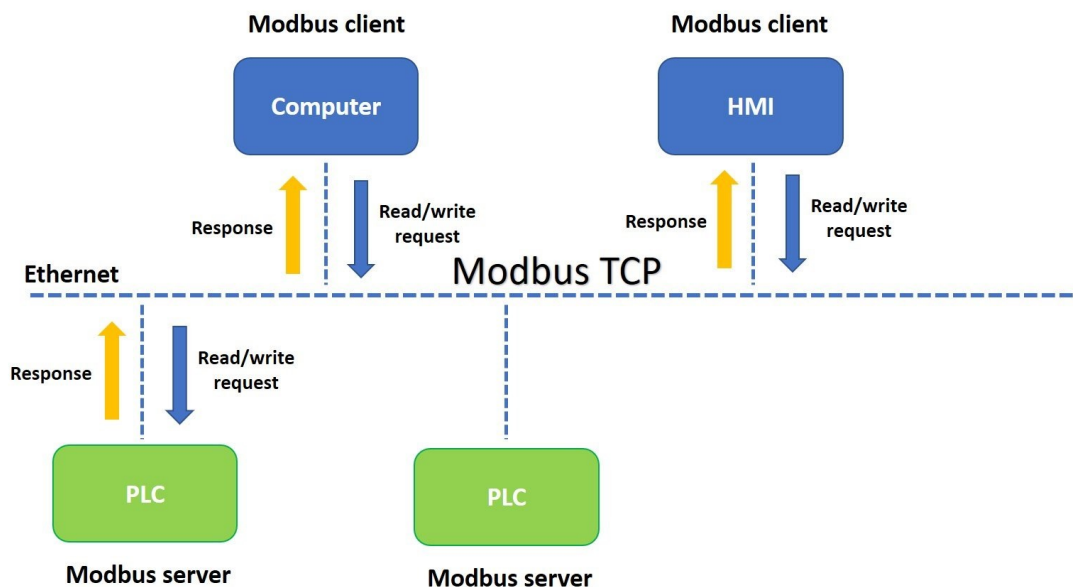 Modbus client
Modbus client
Computer
HMI
Response
Read/write
request
Response
Read/write
request
Ethernet
Modbus TCP
Response
Read/write
request
PLC
PLC
Modbus server
Modbus server